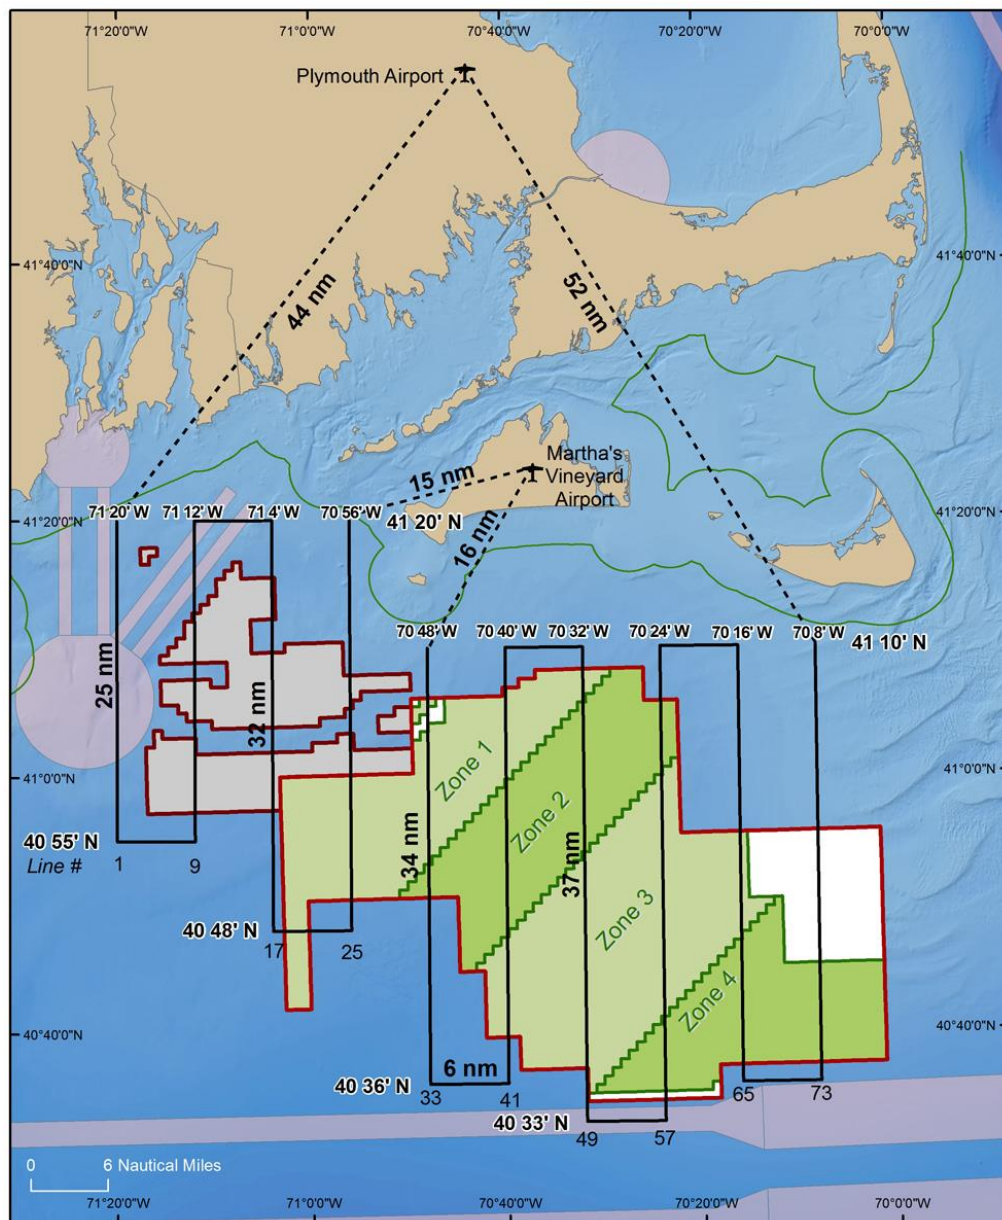 71°20'0"W 71°0'0"W 70°40'0"W 70°20'0"W 70°0'0"W
Plymouth Airport
41°40'0"N 41°40'0"N
44 nm
52 nm
Martha's
Vineyard
Airport
15 nm
16 nm
41°20'0"N 41°20'0"N
71 20' W 71 12' W 71 4' W 70 56' W 41 20' N
70 48' W 70 40' W 70 32' W 70 24' W 70 16' W 70 8' W 41 10' N
25 nm
32 nm
41°0'0"N 41°0'0"N
Zone 1
Zone 2
34 nm
37 nm
Zone 3
Zone 4
40 55' N
Line # 1 9
40 48' N
17 25
40°40'0"N 40°40'0"N
6 nm
40 36' N 33 41 65 73
40 33' N
49 57
0 6 Nautical Miles
71°20'0"W 71°0'0"W 70°40'0"W 70°20'0"W 70°0'0"W